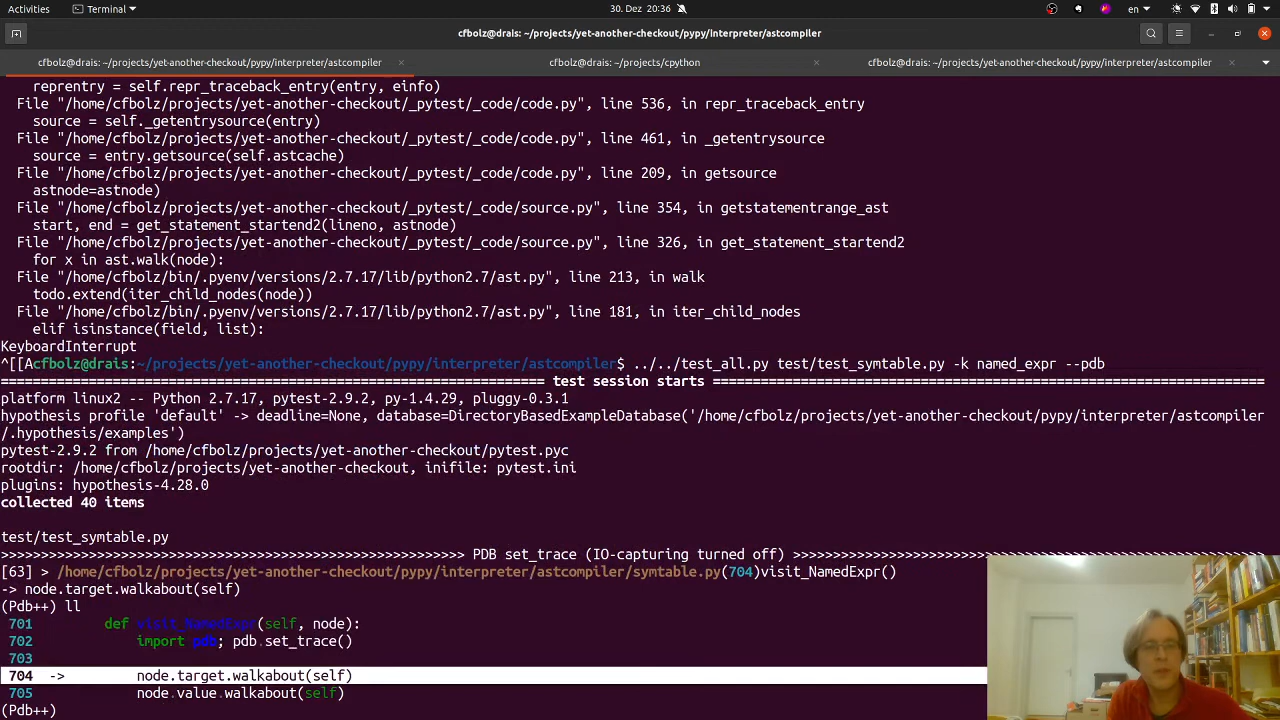 Activities
Terminal
30. Dez 20:36
en
cfbolz@drais: ~/projects/yet-another-checkout/pypy/interpreter/astcompiler
cfbolz@drais: ~/projects/yet-another-checkout/pypy/interpreter/astcompiler
cfbolz@drais: ~/projects/cpython
cfbolz@drais: ~/projects/yet-another-checkout/pypy/interpreter/astcompiler
reprentry = self.repr_traceback_entry(entry, einfo)
File "/home/cfbolz/projects/yet-another-checkout/_pytest/_code/code.py", line 536, in repr_traceback_entry
source = self._getentrysource(entry)
File "/home/cfbolz/projects/yet-another-checkout/_pytest/_code/code.py", line 461, in _getentrysource
source = entry.getsource(self.astcache)
File "/home/cfbolz/projects/yet-another-checkout/_pytest/_code/code.py", line 209, in getsource
astnode=astnode)
File "/home/cfbolz/projects/yet-another-checkout/_pytest/_code/source.py", line 354, in getstatementrange_ast
start, end = get_statement_startend2(lineno, astnode)
File "/home/cfbolz/projects/yet-another-checkout/_pytest/_code/source.py", line 326, in get_statement_startend2
for x in ast.walk(node):
File "/home/cfbolz/bin/.pyenv/versions/2.7.17/lib/python2.7/ast.py", line 213, in walk
todo.extend(iter_child_nodes(node))
File "/home/cfbolz/bin/.pyenv/versions/2.7.17/lib/python2.7/ast.py", line 181, in iter_child_nodes
elif isinstance(field, list):
KeyboardInterrupt
^[[Acfbolz@drais:~/projects/yet-another-checkout/pypy/interpreter/astcompiler$ ../../test_all.py test/test_symtable.py -k named_expr --pdb
============================ test session starts ============================
platform linux2 -- Python 2.7.17, pytest-2.9.2, py-1.4.29, pluggy-0.3.1
hypothesis profile 'default' -> deadline=None, database=DirectoryBasedExampleDatabase('/home/cfbolz/projects/yet-another-checkout/pypy/interpreter/astcompiler
/.hypothesis/examples')
pytest-2.9.2 from /home/cfbolz/projects/yet-another-checkout/pytest.pyc
rootdir: /home/cfbolz/projects/yet-another-checkout, inifile: pytest.ini
plugins: hypothesis-4.28.0
collected 40 items
test/test_symtable.py
>>>>>>>>>>>>>>>>>>>>>>>>>>>>>>>>>>>>>>>>>>>>>>>>>>>>>>>>>> PDB set_trace (IO-capturing turned off) >>>>>>>>>>>>>>>>>>>>>>>>>>>>>>>>>>>>>>>>>>>>>>>>>>>>>>>>>>
[63] > /home/cfbolz/projects/yet-another-checkout/pypy/interpreter/astcompiler/symtable.py(704)visit_NamedExpr()
-> node.target.walkabout(self)
(Pdb++) ll
701 def visit_NamedExpr(self, node):
702 import pdb; pdb.set_trace()
703
704 -> node.target.walkabout(self)
705 node.value.walkabout(self)
(Pdb++)